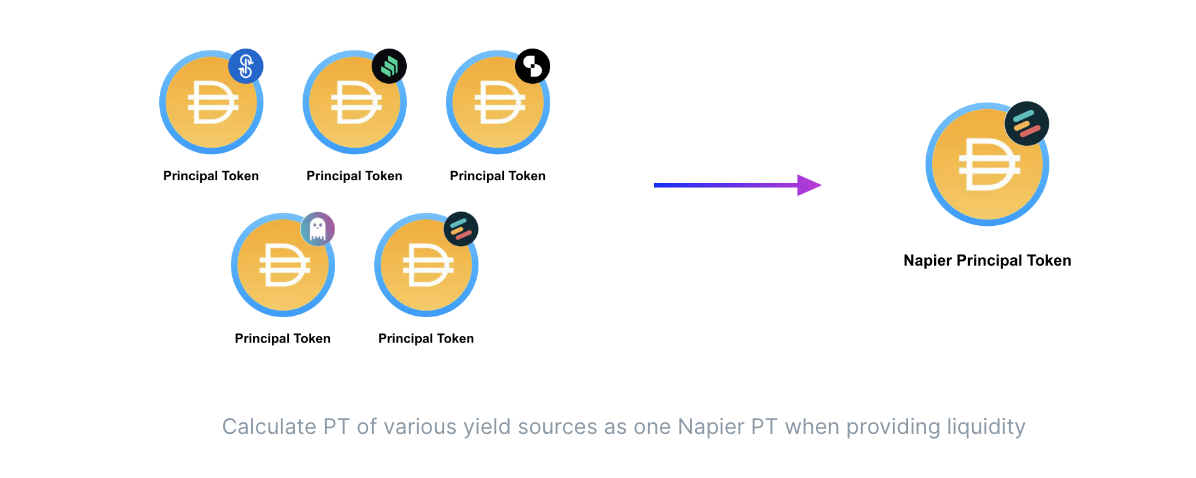 Principal Token
Principal Token
Principal Token
Principal Token
Principal Token
Napier Principal Token
Calculate PT of various yield sources as one Napier PT when providing liquidity